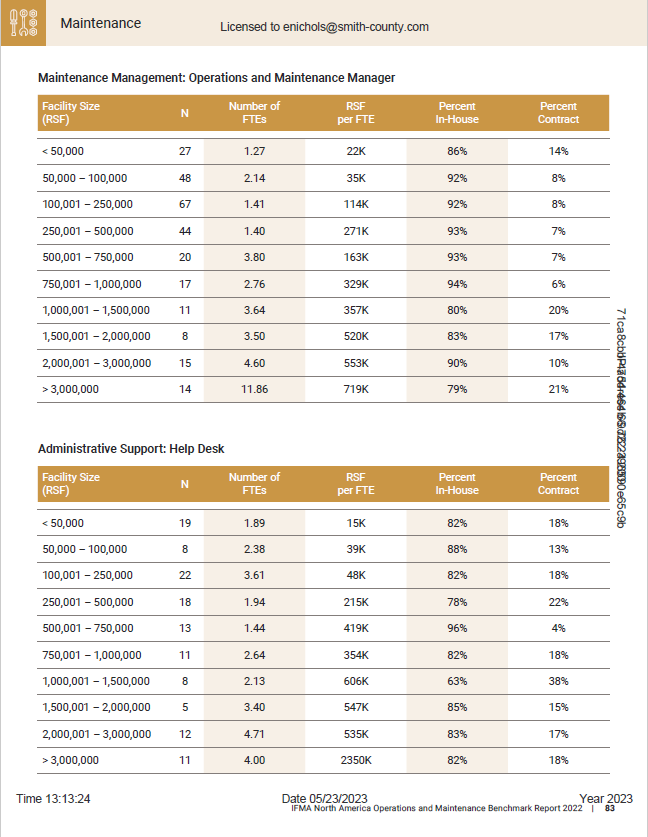 Maintenance
Licensed to enichols@smith-county.com
Maintenance Management: Operations and Maintenance Manager
Facility Size (RSF) N Number of FTEs RSF per FTE Percent In-House Percent Contract
< 50,000 27 1.27 22K 86% 14%
50,000 – 100,000 48 2.14 35K 92% 8%
100,001 – 250,000 67 1.41 114K 92% 8%
250,001 – 500,000 44 1.40 271K 93% 7%
500,001 – 750,000 20 3.80 163K 93% 7%
750,001 – 1,000,000 17 2.76 329K 94% 6%
1,000,001 – 1,500,000 11 3.64 357K 80% 20%
1,500,001 – 2,000,000 8 3.50 520K 83% 17%
2,000,001 – 3,000,000 15 4.60 553K 90% 10%
> 3,000,000 14 11.86 719K 79% 21%
Administrative Support: Help Desk
Facility Size (RSF) N Number of FTEs RSF per FTE Percent In-House Percent Contract
< 50,000 19 1.89 15K 82% 18%
50,000 – 100,000 8 2.38 39K 88% 13%
100,001 – 250,000 22 3.61 48K 82% 18%
250,001 – 500,000 18 1.94 215K 78% 22%
500,001 – 750,000 13 1.44 419K 96% 4%
750,001 – 1,000,000 11 2.64 354K 82% 18%
1,000,001 – 1,500,000 8 2.13 606K 63% 38%
1,500,001 – 2,000,000 5 3.40 547K 85% 15%
2,000,001 – 3,000,000 12 4.71 535K 83% 17%
> 3,000,000 11 4.00 2350K 82% 18%
Time 13:13:24 Date 05/23/2023 Year 2023
IFMA North America Operations and Maintenance Benchmark Report 2022 | 83